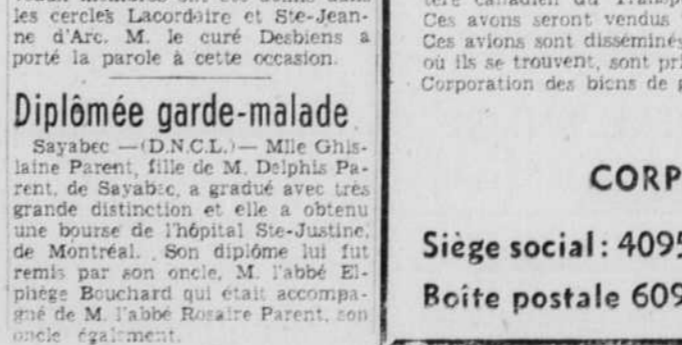 les cercles Lacordaire et Ste-Jean-
ne d'Arc. M. le curé Desbiens a
porté la parole à cette occasion.
Diplômée garde-malade
Sayabec —(D.N.C.L.)— Mlle Ghis-
laine Parent, fille de M. Delphis Pa-
rent, de Sayabec, a gradué avec très
grande distinction et elle a obtenu
une bourse de l'hôpital Ste-Justine,
de Montréal. Son diplôme lui fut
remis par son oncle, M. l'abbé El-
phège Bouchard qui était accompa-
gné de M. l'abbé Rosaire Parent, son
oncle également.
Ces avons seront vendus
Ces avions sont disséminés
où ils se trouvent, sont pri
Corporation des biens de g
CORP
Siège social: 4095
Boite postale 609